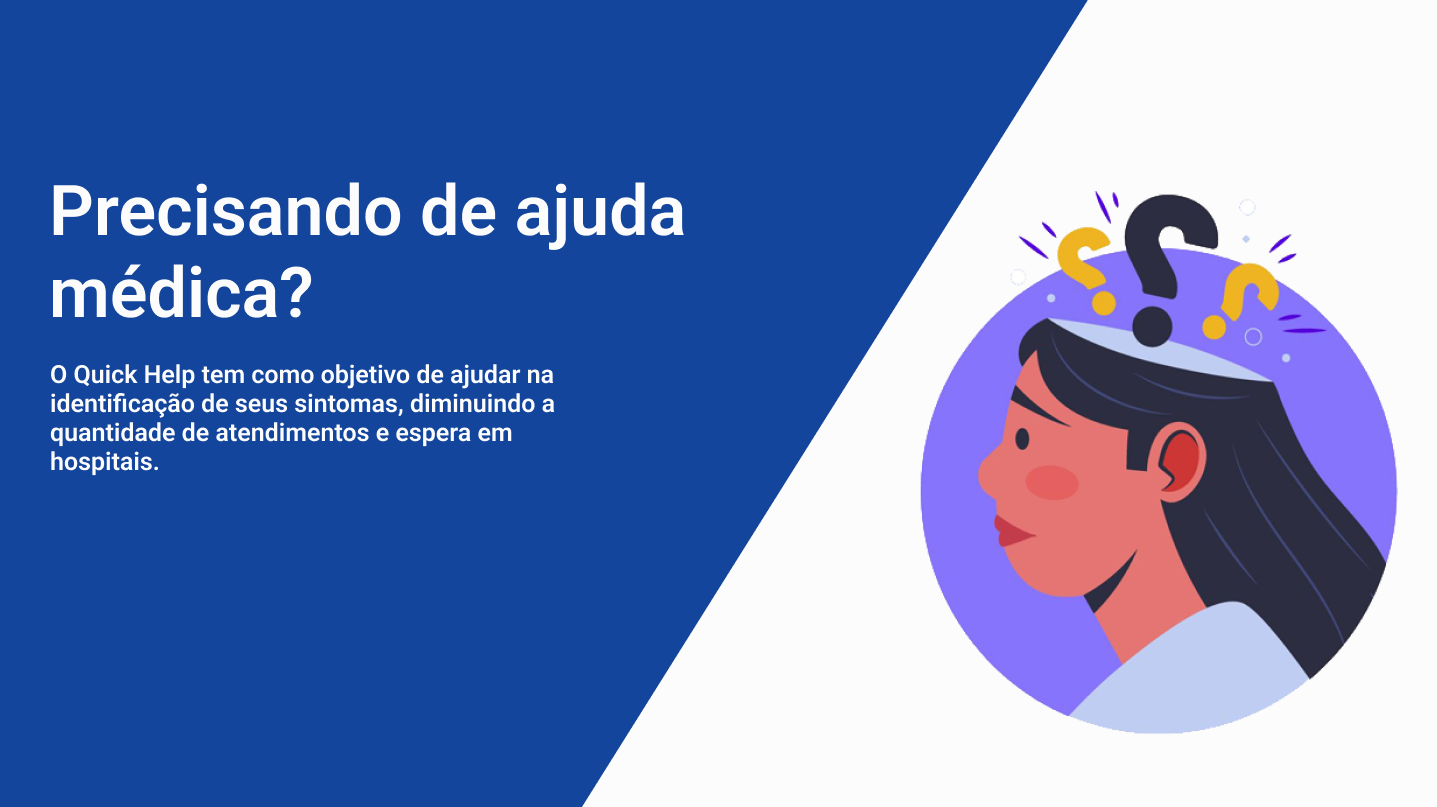 Precisando de ajuda
médica?
O Quick Help tem como objetivo de ajudar na
identificação de seus sintomas, diminuindo a
quantidade de atendimentos e espera em
hospitais.